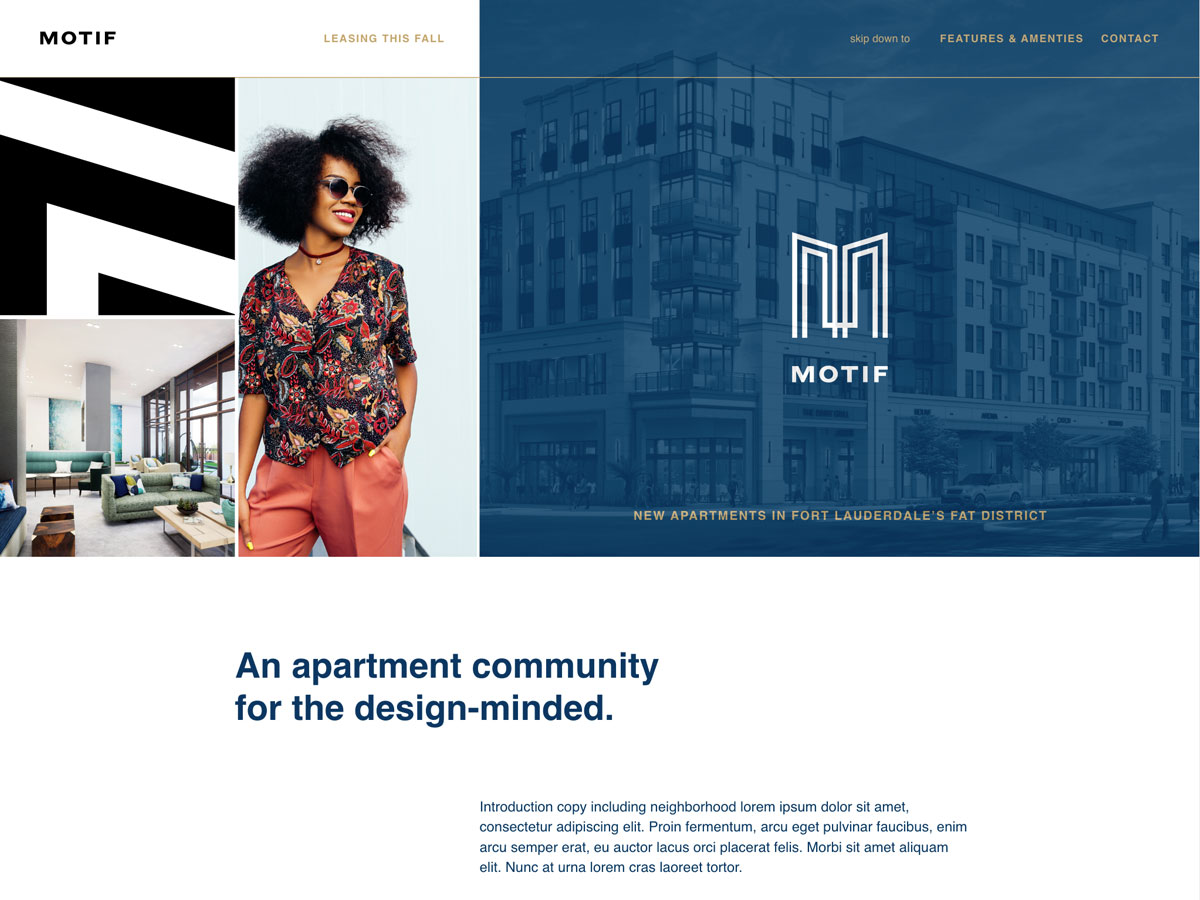 MOTIF
LEASING THIS FALL
skip down to
FEATURES & AMENTIES
CONTACT
MOTIF
NEW APARTMENTS IN FORT LAUDERDALE'S FAT DISTRICT
An apartment community
for the design-minded.
Introduction copy including neighborhood lorem ipsum dolor sit amet,
consectetur adipiscing elit. Proin fermentum, arcu eget pulvinar faucibus, enim
arcu semper erat, eu auctor lacus orci placerat felis. Morbi sit amet aliquam
elit. Nunc at urna lorem cras laoreet tortor.